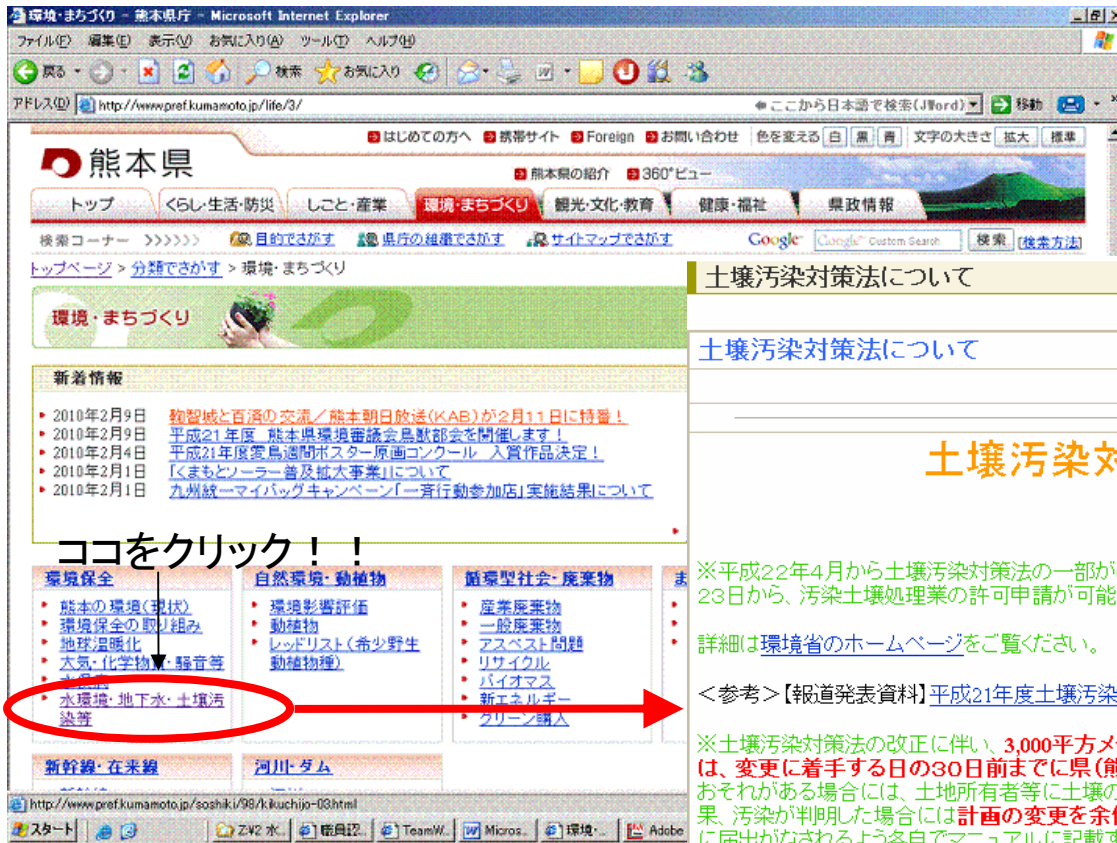 環境・まちづくり - 熊本県庁 - Microsoft Internet Explorer
ファイル(F) 編集(E) 表示(V) お気に入り(A) ツール(T) ヘルプ(H)
戻る 検索 お気に入り
アドレス(D) http://www.pref.kumamoto.jp/life/3/ ここから日本語で検索(JWord) 移動
はじめての方へ 携帯サイト Foreign お問い合わせ 色を変える 白 黒 青 文字の大きさ 拡大 標準
熊本県
熊本県の紹介 360°ビュー
トップ くらし・生活・防災 しごと・産業 環境・まちづくり 観光・文化・教育 健康・福祉 県政情報
検索コーナー >>>>>> 目的でさがす 県庁の組織でさがす サイトマップでさがす Google Google Custom Search 検索 [検索方法]
トップページ > 分類でさがす > 環境・まちづくり
環境・まちづくり
新着情報
2010年2月9日 鞠智城と百済の交流／熊本朝日放送(KAB)が2月11日に特番！
2010年2月9日 平成21年度 熊本県環境審議会鳥獣部会を開催します！
2010年2月4日 平成21年度愛鳥週間ポスター原画コンクール 入賞作品決定！
2010年2月1日 「くまもとソーラー普及拡大事業」について
2010年2月1日 九州統一マイバッグキャンペーン「一斉行動参加店」実施結果について
ココをクリック！！
環境保全
熊本の環境(現状)
環境保全の取り組み
地球温暖化
大気・化学物質・騒音等
水俣病
水環境・地下水・土壌汚
染等
自然環境・動植物
環境影響評価
動植物
レッドリスト(希少野生
動植物種)
循環型社会・廃棄物
産業廃棄物
一般廃棄物
アスベスト問題
リサイクル
バイオマス
新エネルギー
グリーン購入
ま
新幹線・在来線
河川・ダム
土壌汚染対策法について
土壌汚染対策法について
土壌汚染対
※平成22年4月から土壌汚染対策法の一部が
23日から、汚染土壌処理業の許可申請が可能
詳細は環境省のホームページをご覧ください。
＜参考＞【報道発表資料】平成21年度土壌汚染
※土壌汚染対策法の改正に伴い、3,000平方メ
は、変更に着手する日の30日前までに県(熊
おそれがある場合には、土地所有者等に土壌の
果、汚染が判明した場合には計画の変更を余儀
に届出がなされるよう各自でマニュアルに記載す
http://www.pref.kumamoto.jp/soshiki/98/kikuchijo-03.html
スタート Z¥2 水.. 職員認.. TeamW.. Micros.. 環境・.. Adobe